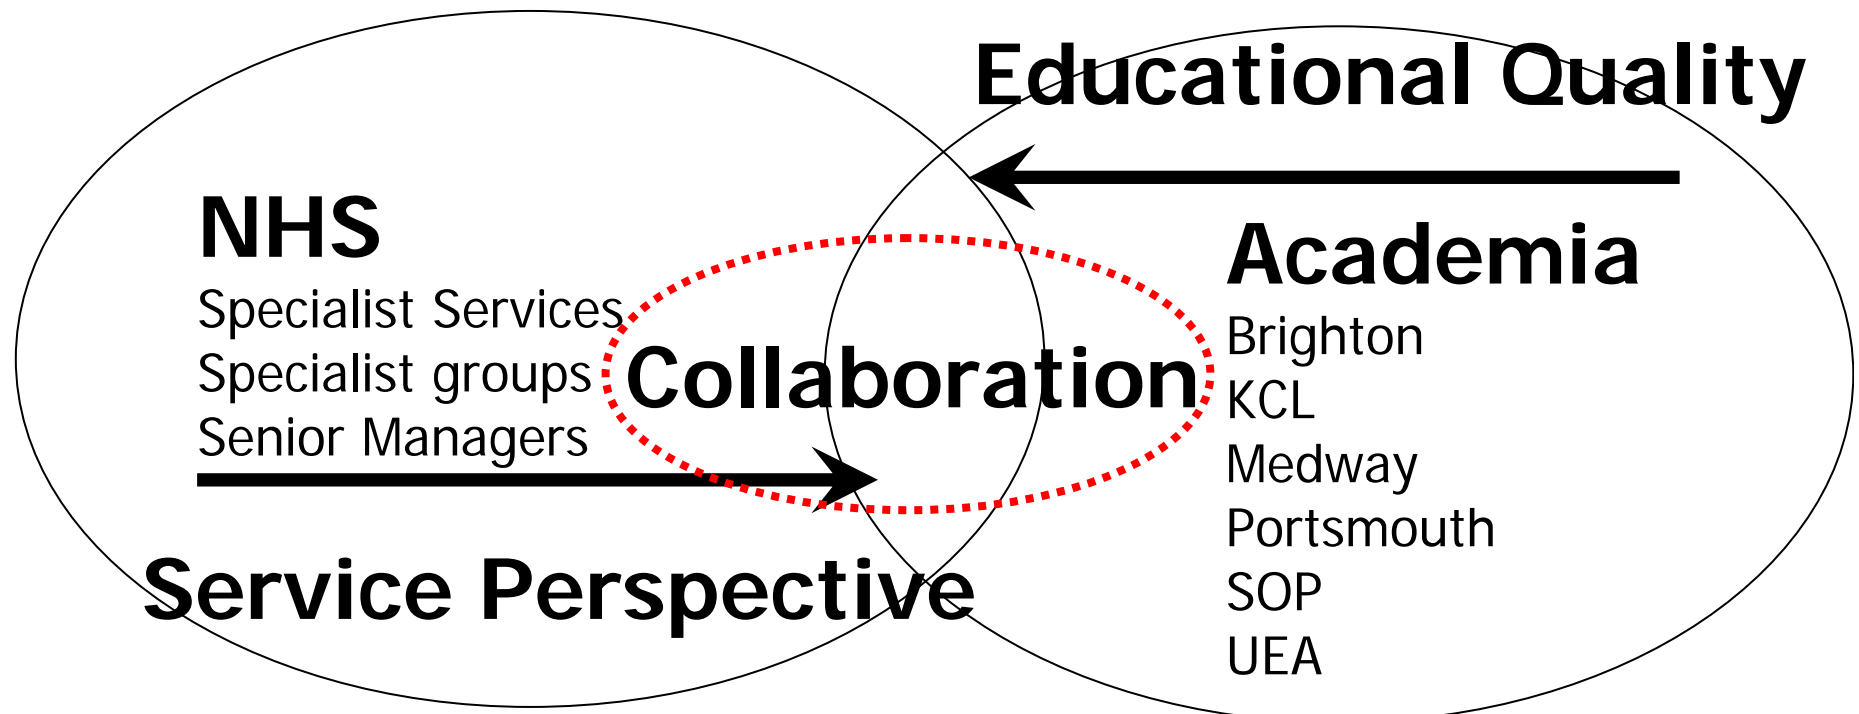 Educational Quality
NHS
Specialist Services
Specialist groups
Senior Managers
Collaboration
Academia
Brighton
KCL
Medway
Portsmouth
SOP
UEA
Service Perspective